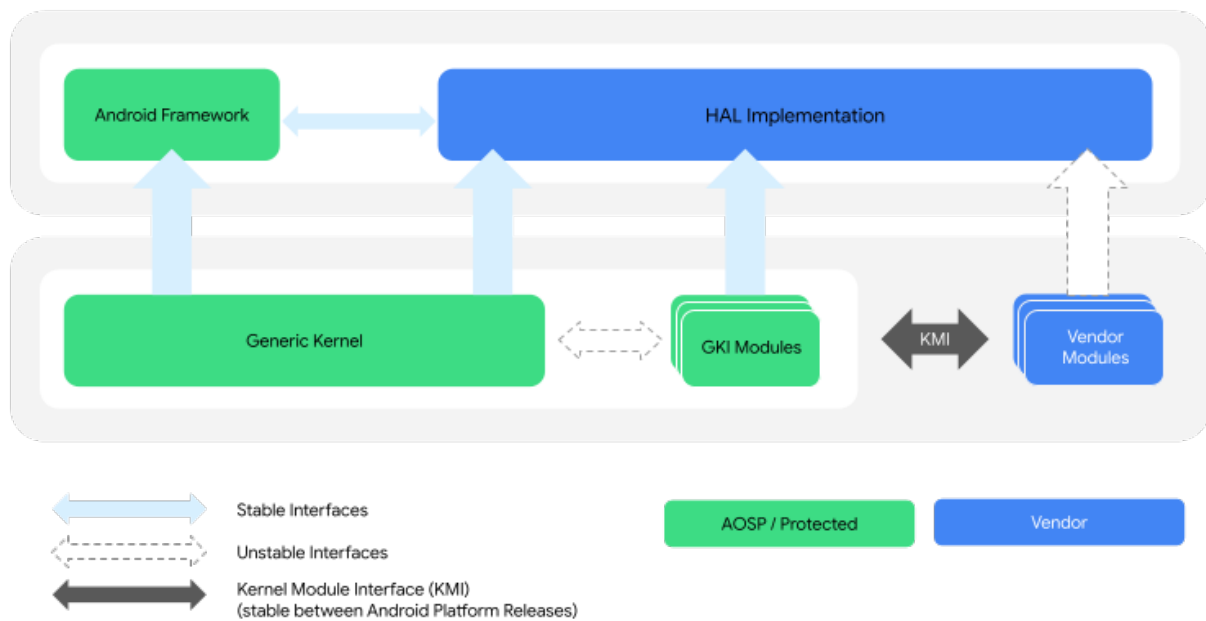 Android Framework
HAL Implementation
Generic Kernel
GKI Modules
KMI
Vendor
Modules
Stable Interfaces
Unstable Interfaces
Kernel Module Interface (KMI)
(stable between Android Platform Releases)
AOSP / Protected
Vendor